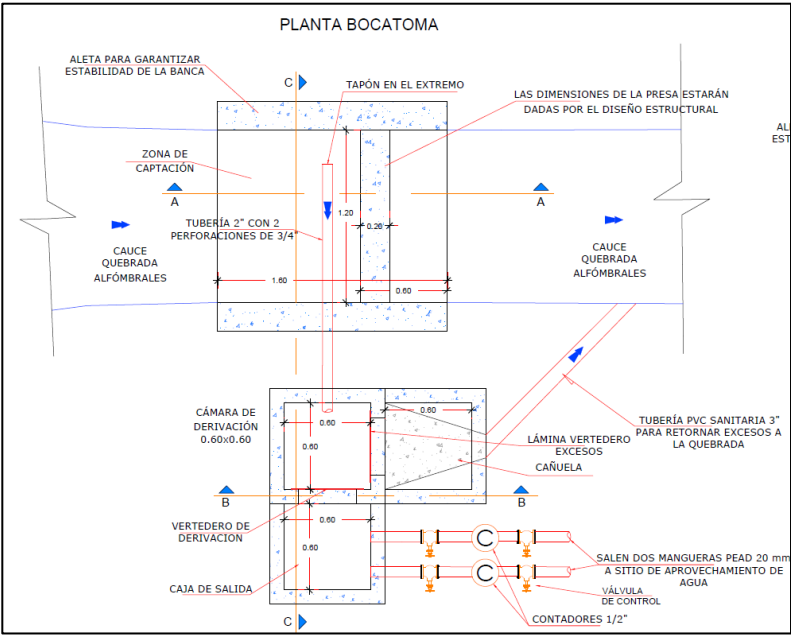 PLANTA BOCATOMA
ALETA PARA GARANTIZAR
ESTABILIDAD DE LA BANCA
C
TAPÓN EN EL EXTREMO
LAS DIMENSIONES DE LA PRESA ESTARÁN
DADAS POR EL DISEÑO ESTRUCTURAL
ZONA DE
CAPTACIÓN
A
A
1.20
0.26
TUBERÍA 2" CON 2
PERFORACIONES DE 3/4"
CAUCE
QUEBRADA
ALFÓMBRALES
CAUCE
QUEBRADA
ALFÓMBRALES
1.60
0.60
CÁMARA DE
DERIVACIÓN
0.60x0.60
0.60
0.60
0.60
TUBERÍA PVC SANITARIA 3"
PARA RETORNAR EXCESOS A
LA QUEBRADA
LÁMINA VERTEDERO
EXCESOS
CAÑUELA
B
B
VERTEDERO DE
DERIVACION
0.60
0.60
CAJA DE SALIDA
C
C
SALEN DOS MANGUERAS PEAD 20 mm
A SITIO DE APROVECHAMIENTO DE
AGUA
VÁLVULA
DE CONTROL
CONTADORES 1/2"
C